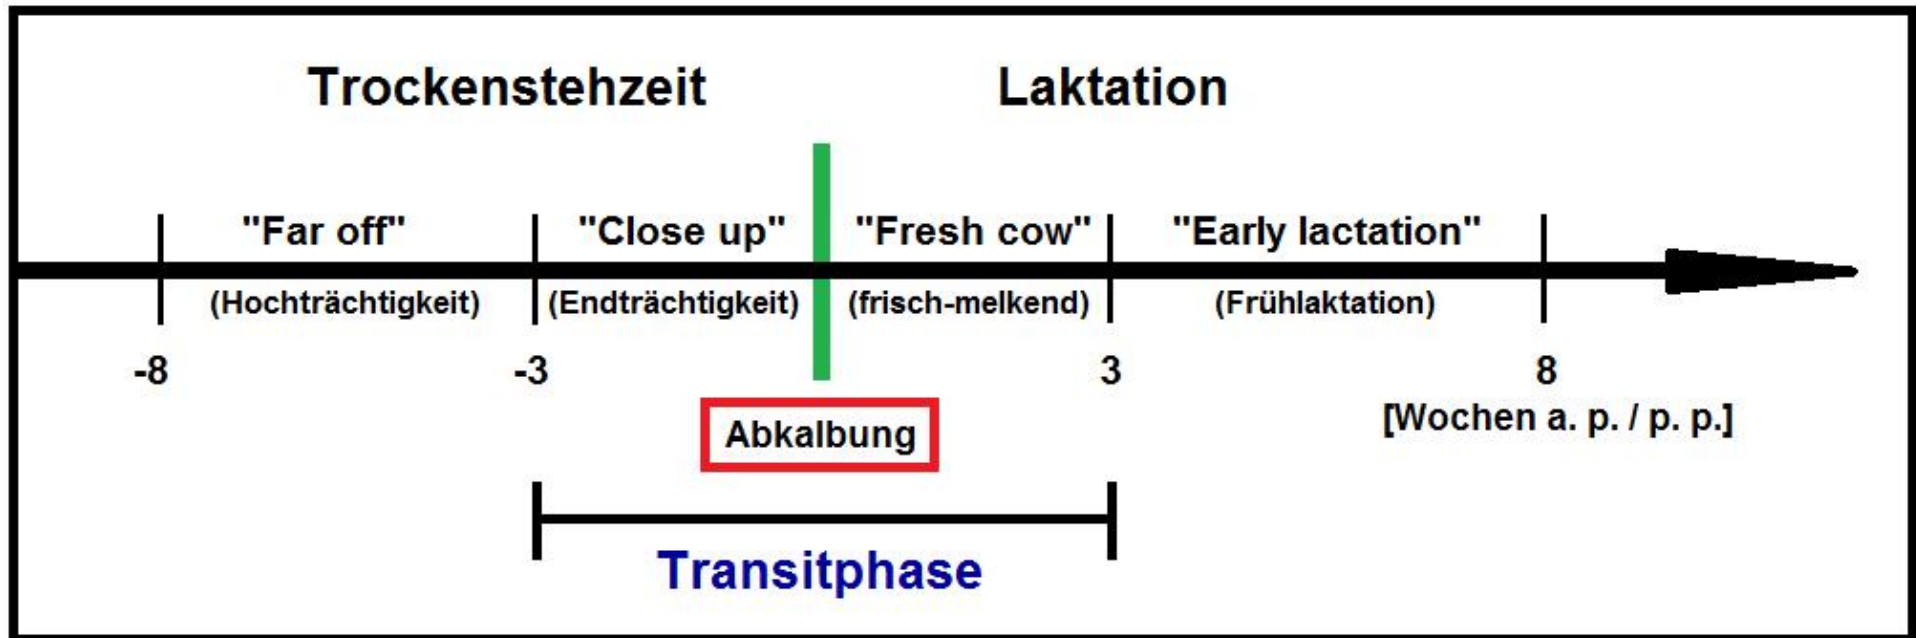 Trockenstehzeit Laktation
"Far off" "Close up" "Fresh cow" "Early lactation"
(Hochträchtigkeit) (Endträchtigkeit) (frisch-melkend) (Frühlaktation)
-8 -3 3 8
[Wochen a. p. / p. p.]
Abkalbung
Transitphase